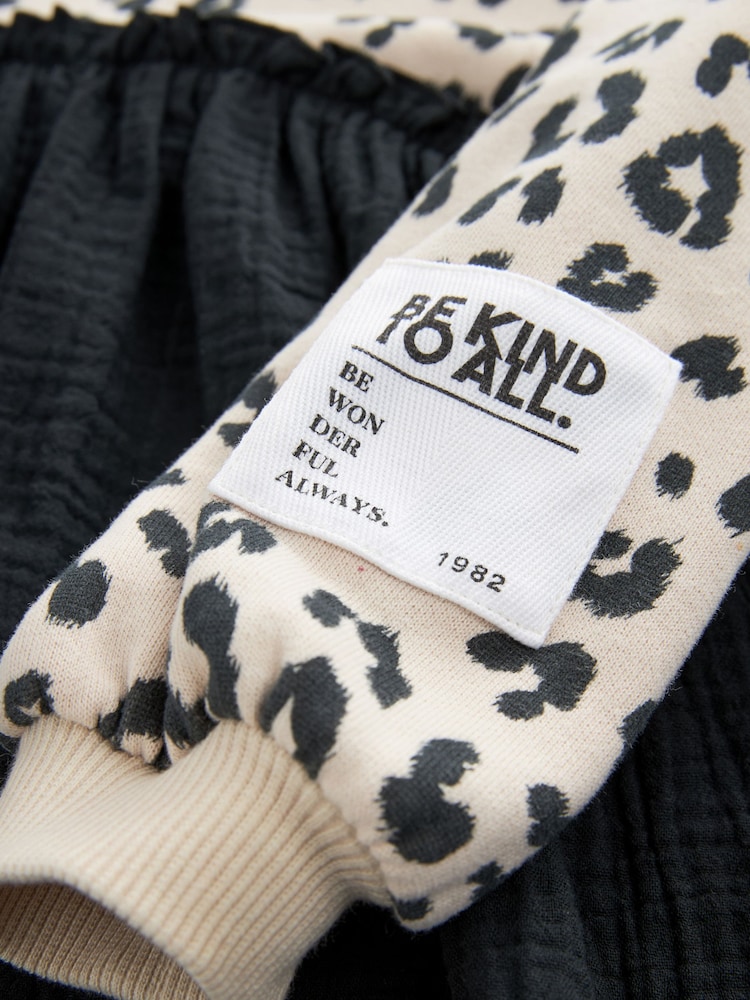 BE KIND
TO ALL.
BE
WON
DER
FUL
ALWAYS.
1982